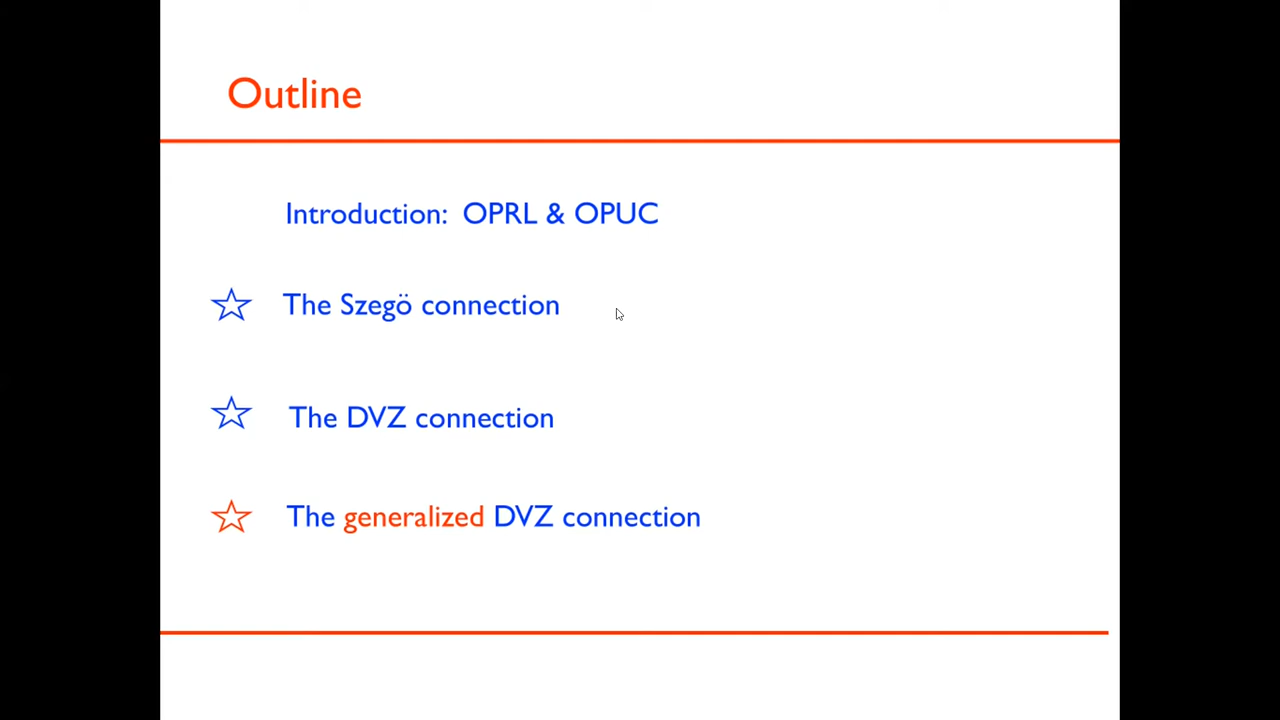 Outline
Introduction: OPRL & OPUC
The Szegö connection
The DVZ connection
The generalized DVZ connection